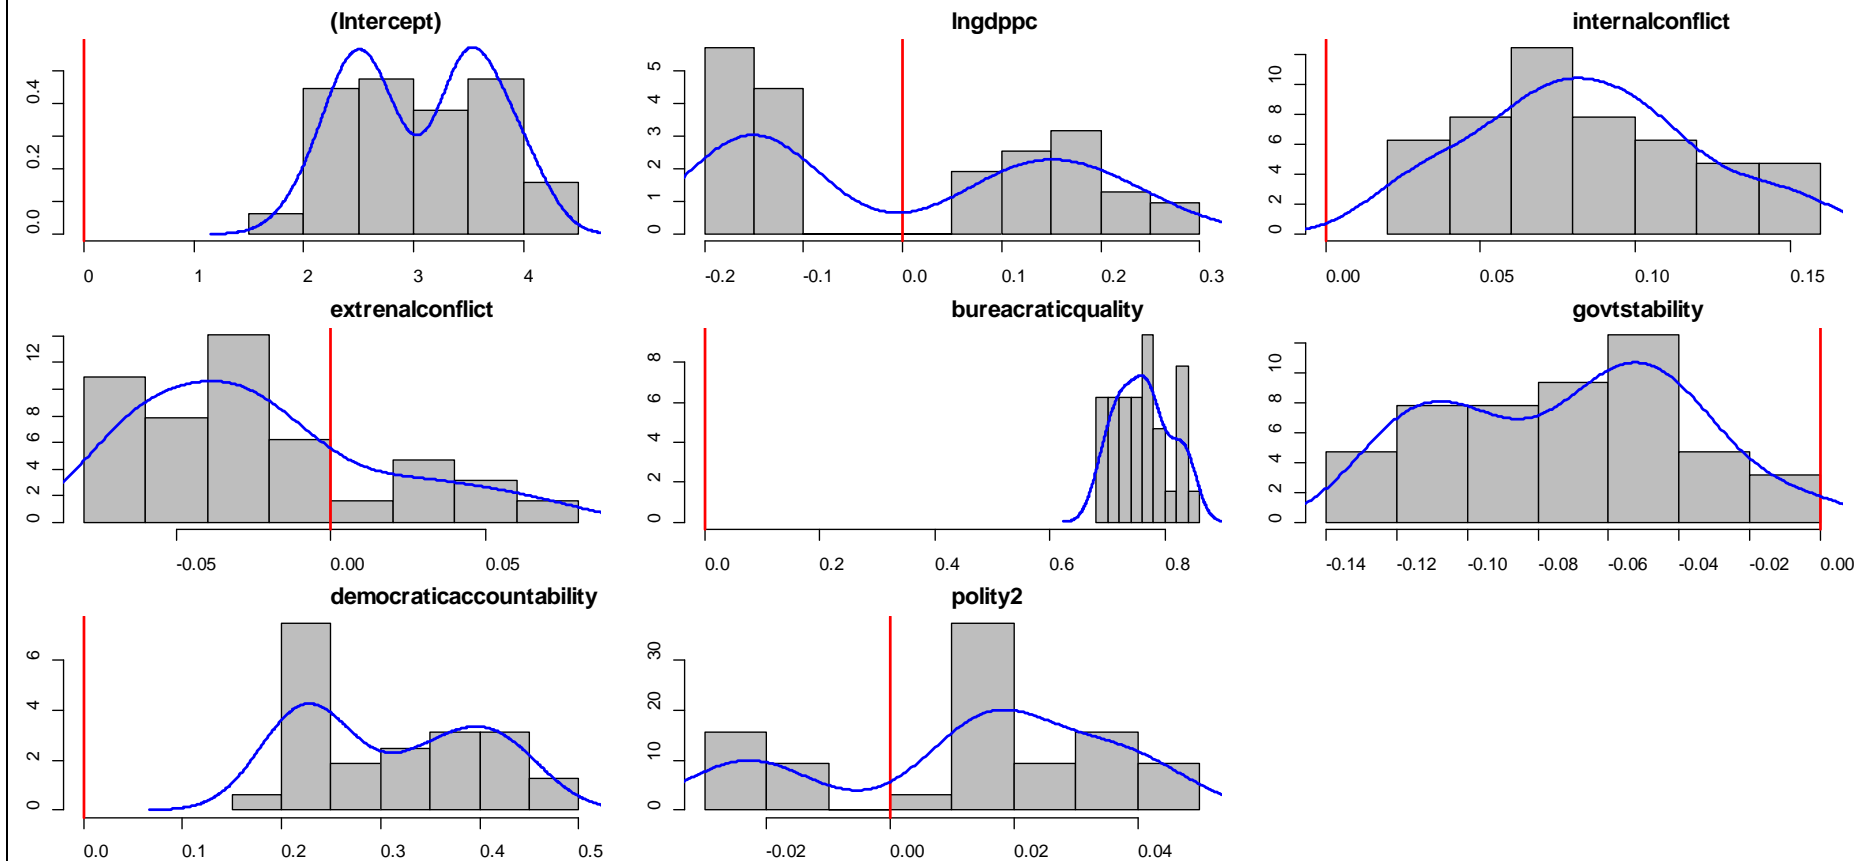 (Intercept)
lngdppc
internalconflict
0.0 0.2 0.4
0 1 2 3 4 5
0 2 4 6 8 10
0 1 2 3 4
-0.2 -0.1 0.0 0.1 0.2 0.3
0.00 0.05 0.10 0.15
extrenalconflict
bureacraticquality
govtstability
0 2 4 6 8 12
0 2 4 6 8
0 2 4 6 8 10
-0.05 0.00 0.05
0.0 0.2 0.4 0.6 0.8
-0.14 -0.12 -0.10 -0.08 -0.06 -0.04 -0.02 0.00
democraticaccountability
polity2
0 2 4 6
0 10 20 30
0.0 0.1 0.2 0.3 0.4 0.5
-0.02 0.00 0.02 0.04